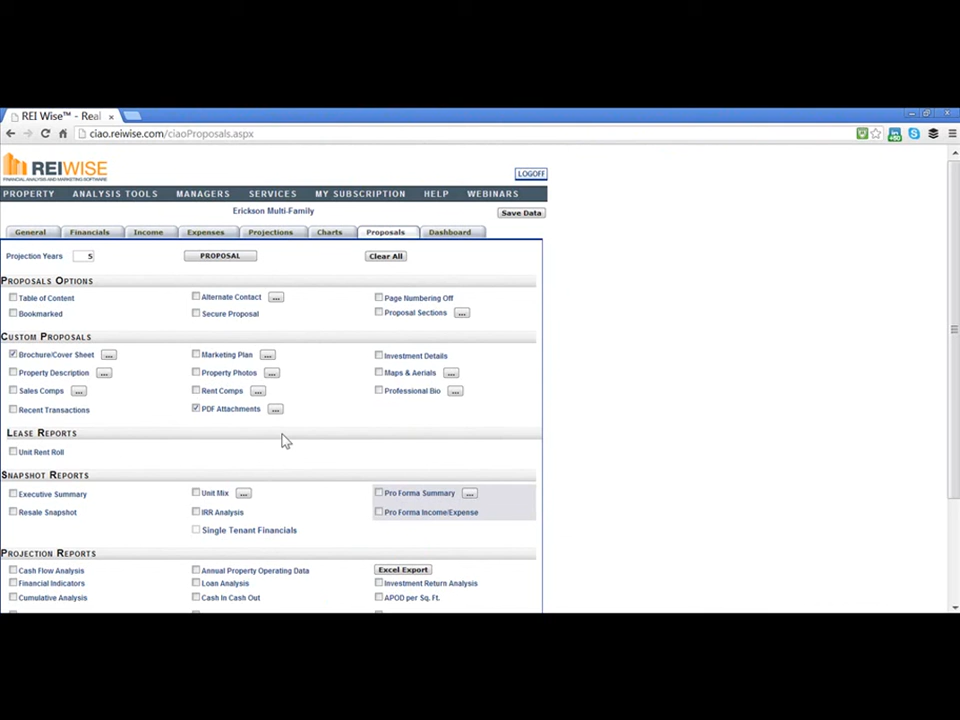 REI Wise™ - Real
ciao.reiwise.com/ciaoProposals.aspx
REIWISE
FINANCIAL ANALYSIS AND MARKETING SOFTWARE
LOGOFF
PROPERTY ANALYSIS TOOLS MANAGERS SERVICES MY SUBSCRIPTION HELP WEBINARS
Erickson Multi-Family
Save Data
General Financials Income Expenses Projections Charts Proposals Dashboard
Projection Years 5 PROPOSAL Clear All
PROPOSALS OPTIONS
Table of Content Alternate Contact ... Page Numbering Off
Bookmarked Secure Proposal Proposal Sections ...
CUSTOM PROPOSALS
Brochure/Cover Sheet ... Marketing Plan ... Investment Details
Property Description ... Property Photos ... Maps & Aerials ...
Sales Comps ... Rent Comps ... Professional Bio ...
Recent Transactions PDF Attachments ...
LEASE REPORTS
Unit Rent Roll
SNAPSHOT REPORTS
Executive Summary Unit Mix ... Pro Forma Summary ...
Resale Snapshot IRR Analysis Pro Forma Income/Expense
Single Tenant Financials
PROJECTION REPORTS
Cash Flow Analysis Annual Property Operating Data Excel Export
Financial Indicators Loan Analysis Investment Return Analysis
Cumulative Analysis Cash In Cash Out APOD per Sq. Ft.